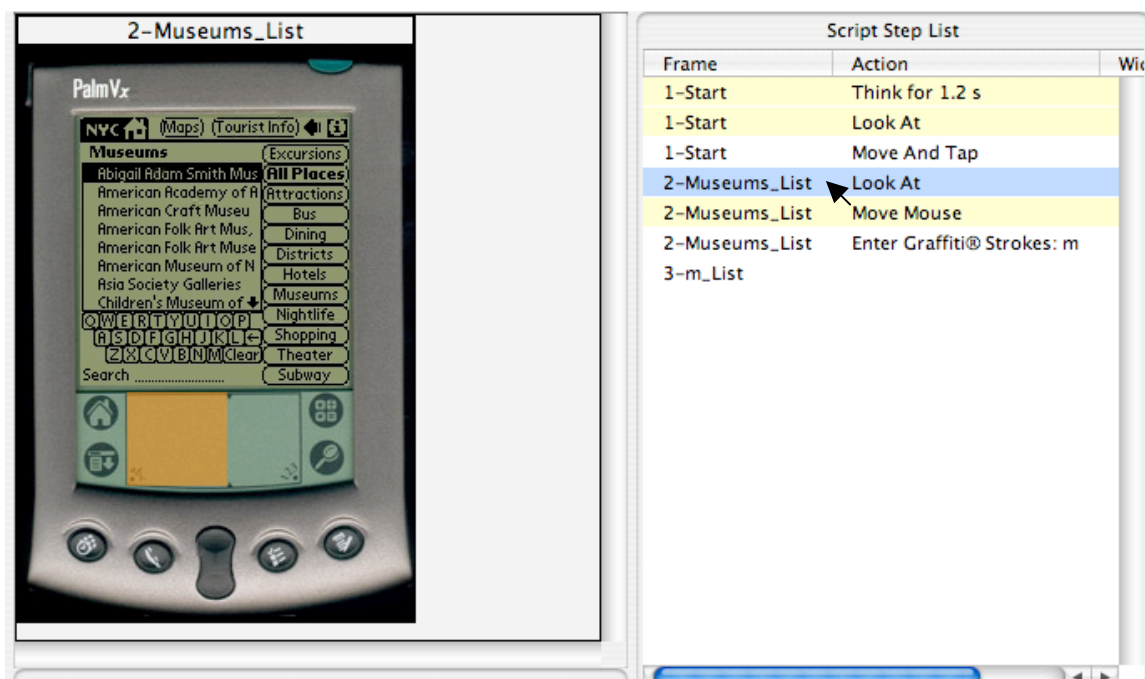 2-Museums_List
PalmVx
NYC (Maps) (Tourist Info)
Museums
Abigail Adam Smith Mus
American Academy of A
American Craft Museu
American Folk Art Mus,
American Folk Art Muse
American Museum of N
Asia Society Galleries
Children's Museum of
Q W E R T Y U I O P
A S D F G H J K L
Z X C V B N M Clear
Search
Excursions
All Places
Attractions
Bus
Dining
Districts
Hotels
Museums
Nightlife
Shopping
Theater
Subway
Script Step List
Frame Action Wi
1-Start Think for 1.2 s
1-Start Look At
1-Start Move And Tap
2-Museums_List Look At
2-Museums_List Move Mouse
2-Museums_List Enter Graffiti® Strokes: m
3-m_List